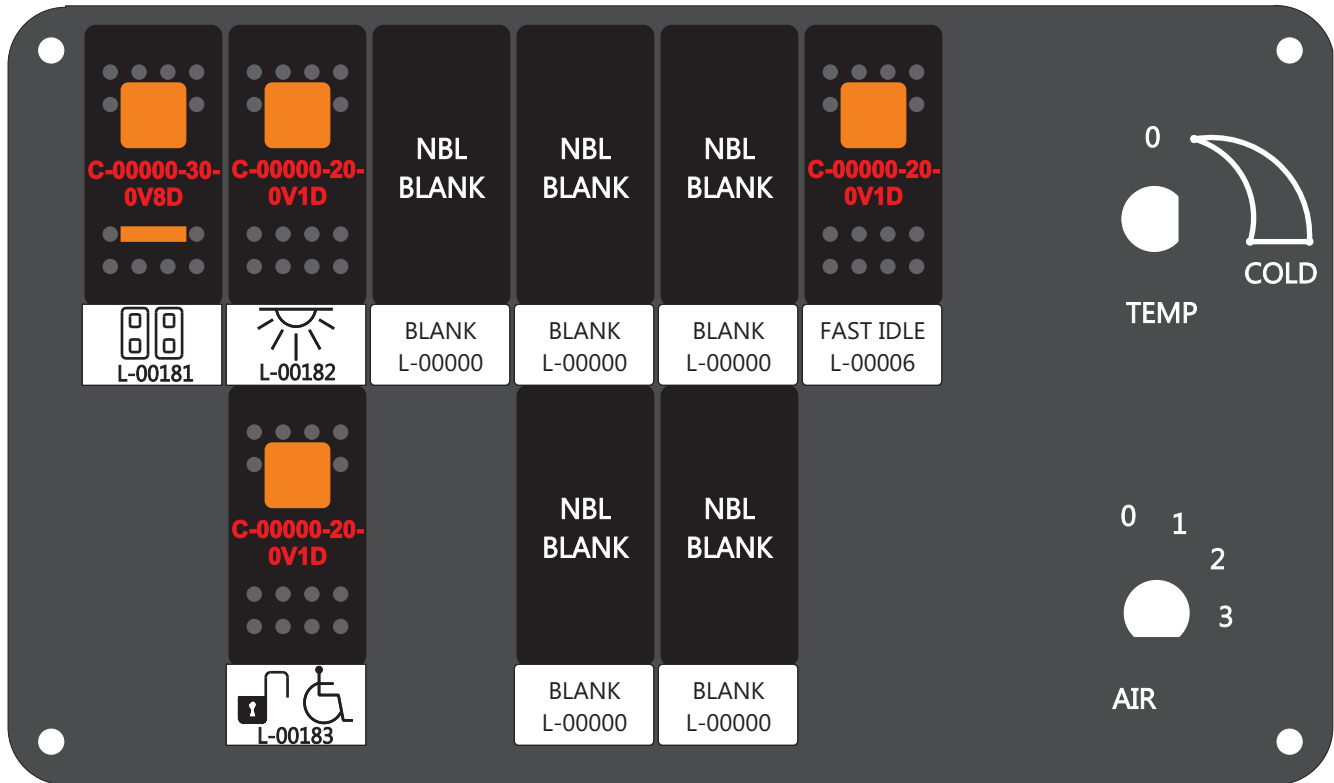 C-00000-30-
0V8D
C-00000-20-
0V1D
NBL
BLANK
NBL
BLANK
NBL
BLANK
C-00000-20-
0V1D
L-00181
L-00182
BLANK
L-00000
BLANK
L-00000
BLANK
L-00000
FAST IDLE
L-00006
0
COLD
TEMP
C-00000-20-
0V1D
NBL
BLANK
NBL
BLANK
L-00183
BLANK
L-00000
BLANK
L-00000
0
1
2
3
AIR